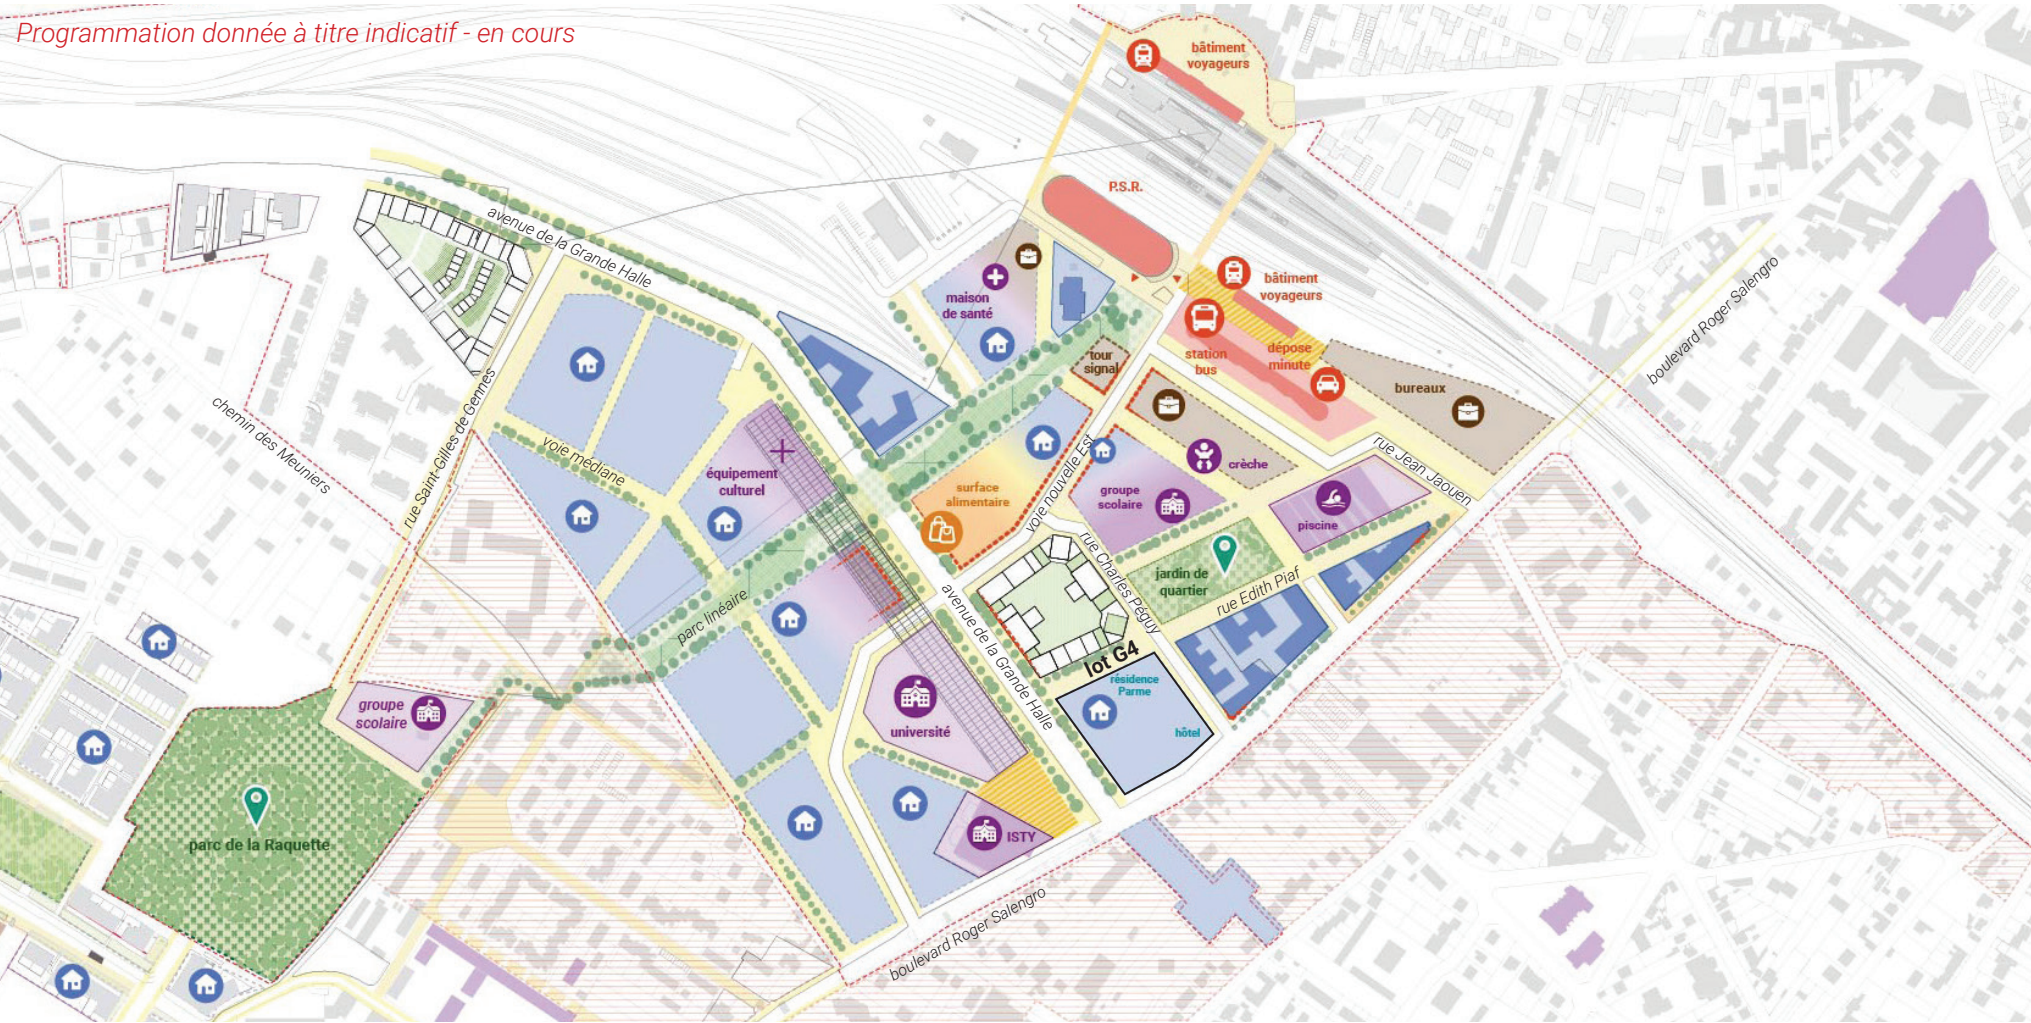 Programmation donnée à titre indicatif - en cours
bâtiment
voyageurs
P.S.R.
avenue de la Grande Halle
maison
de santé
bâtiment
voyageurs
boulevard Roger Salengro
tour
signal
station
bus
dépose
minute
bureaux
chemin des Meuniers
rue Saint-Gilles de Gennes
voie médiane
équipement
culturel
surface
alimentaire
voie nouvelle Est
crèche
groupe
scolaire
rue Jean Jaouen
piscine
rue Charles Péguy
jardin de
quartier
rue Edith Piaf
parc linéaire
avenue de la Grande Halle
lot G4
résidence
Parme
hôtel
groupe
scolaire
université
parc de la Raquette
ISTY
boulevard Roger Salengro